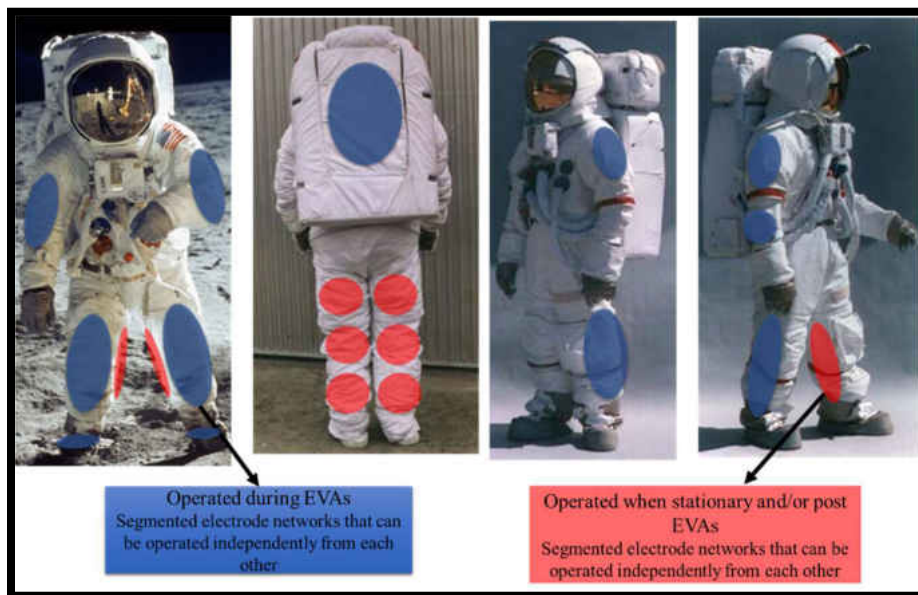 Operated during EVAs
Segmented electrode networks that can
be operated independently from each
other
Operated when stationary and/or post
EVAs
Segmented electrode networks that can be
operated independently from each other